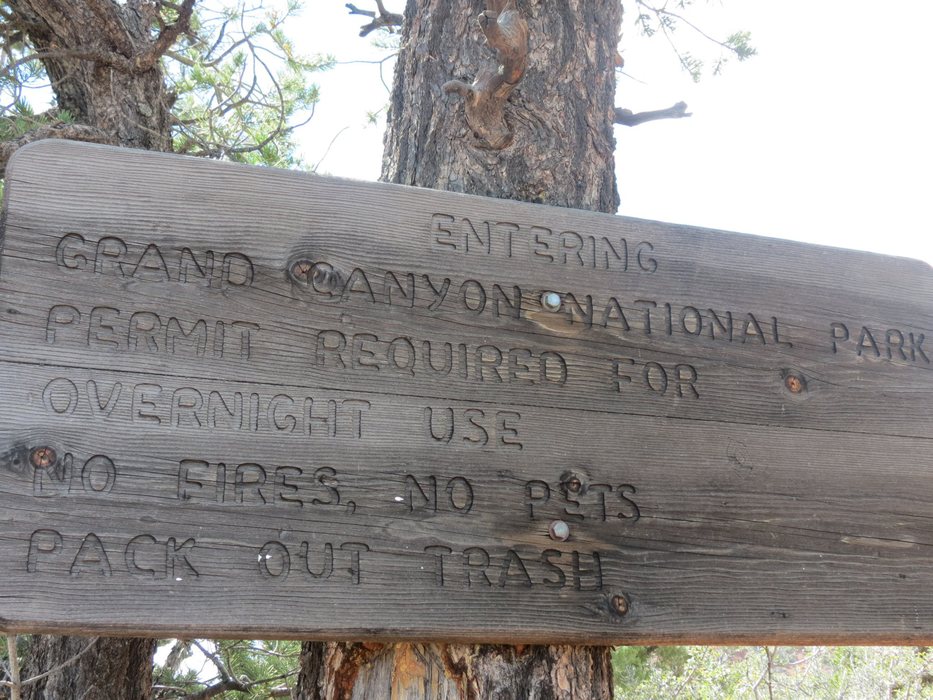 ENTERING
GRAND CANYON NATIONAL PARK
PERMIT REQUIRED FOR
OVERNIGHT USE
NO FIRES, NO PETS
PACK OUT TRASH